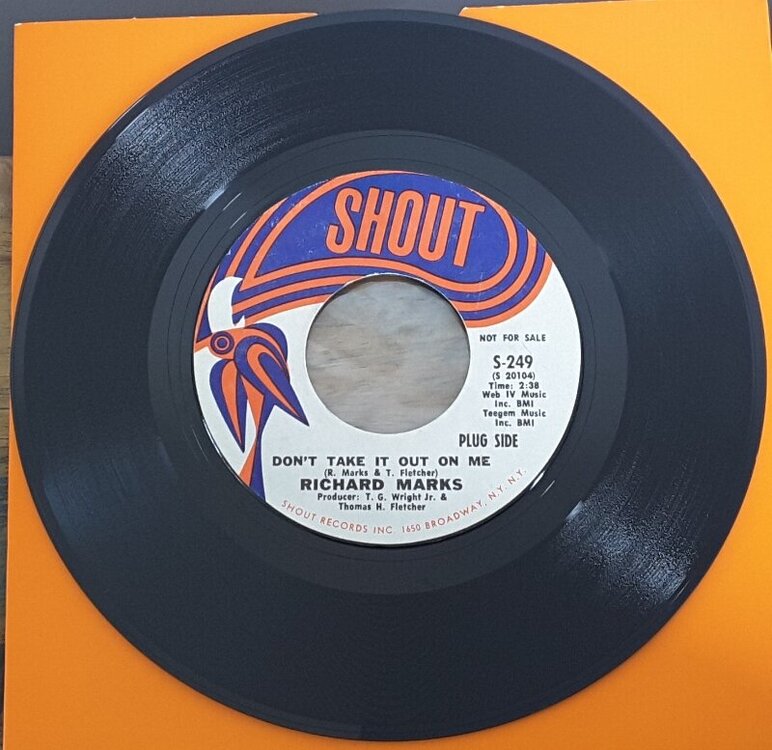 SHOUT
NOT FOR SALE
S-249
(S 20104)
Time: 2:38
Web IV Music
Inc. BMI
Teegem Music
Inc. BMI
PLUG SIDE
DON'T TAKE IT OUT ON ME
(R. Marks & T. Fletcher)
RICHARD MARKS
Producer: T. G. Wright Jr. &
Thomas H. Fletcher
SHOUT RECORDS INC. 1650 BROADWAY, N.Y. N.Y.